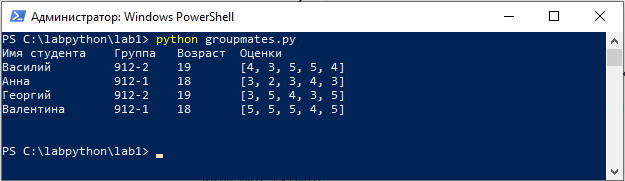 Администратор: Windows PowerShell
PS C:\labpython\lab1> python groupmates.py
Имя студента Группа Возраст Оценки
Василий 912-2 19 [4, 3, 5, 5, 4]
Анна 912-1 18 [3, 2, 3, 4, 3]
Георгий 912-2 19 [3, 5, 4, 3, 5]
Валентина 912-1 18 [5, 5, 5, 4, 5]
PS C:\labpython\lab1>